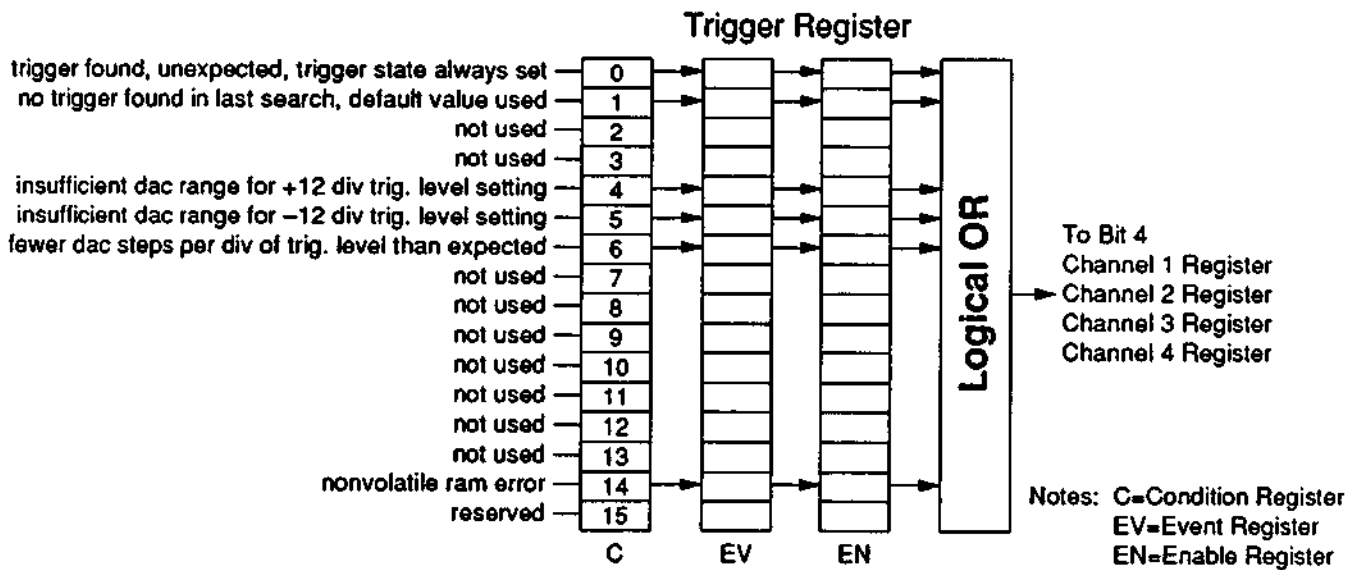 Trigger Register
trigger found, unexpected, trigger state always set 0
no trigger found in last search, default value used 1
not used 2
not used 3
insufficient dac range for +12 div trig. level setting 4
insufficient dac range for −12 div trig. level setting 5
fewer dac steps per div of trig. level than expected 6
not used 7
not used 8
not used 9
not used 10
not used 11
not used 12
not used 13
nonvolatile ram error 14
reserved 15
C EV EN
Logical OR
To Bit 4
Channel 1 Register
Channel 2 Register
Channel 3 Register
Channel 4 Register
Notes: C=Condition Register
EV=Event Register
EN=Enable Register